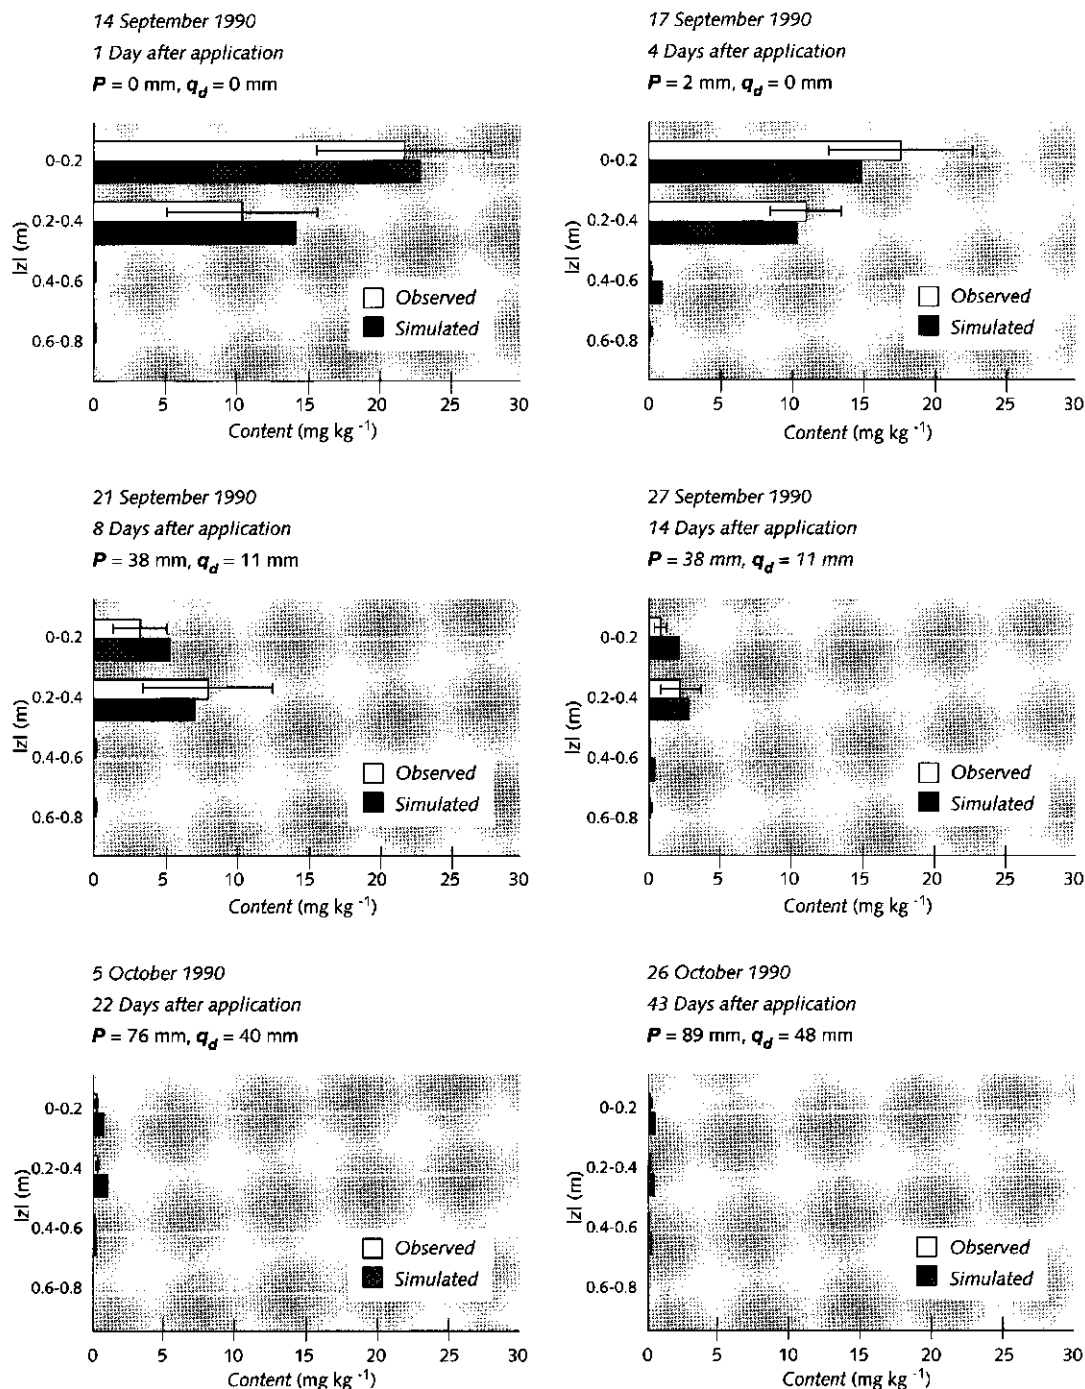 14 September 1990
1 Day after application
P = 0 mm, q_d = 0 mm
0-0.2
0.2-0.4
0.4-0.6
0.6-0.8
|z| (m)
Observed
Simulated
0 5 10 15 20 25 30
Content (mg kg⁻¹)
17 September 1990
4 Days after application
P = 2 mm, q_d = 0 mm
0-0.2
0.2-0.4
0.4-0.6
0.6-0.8
|z| (m)
Observed
Simulated
0 5 10 15 20 25 30
Content (mg kg⁻¹)
21 September 1990
8 Days after application
P = 38 mm, q_d = 11 mm
0-0.2
0.2-0.4
0.4-0.6
0.6-0.8
|z| (m)
Observed
Simulated
0 5 10 15 20 25 30
Content (mg kg⁻¹)
27 September 1990
14 Days after application
P = 38 mm, q_d = 11 mm
0-0.2
0.2-0.4
0.4-0.6
0.6-0.8
|z| (m)
Observed
Simulated
0 5 10 15 20 25 30
Content (mg kg⁻¹)
5 October 1990
22 Days after application
P = 76 mm, q_d = 40 mm
0-0.2
0.2-0.4
0.4-0.6
0.6-0.8
|z| (m)
Observed
Simulated
0 5 10 15 20 25 30
Content (mg kg⁻¹)
26 October 1990
43 Days after application
P = 89 mm, q_d = 48 mm
0-0.2
0.2-0.4
0.4-0.6
0.6-0.8
|z| (m)
Observed
Simulated
0 5 10 15 20 25 30
Content (mg kg⁻¹)